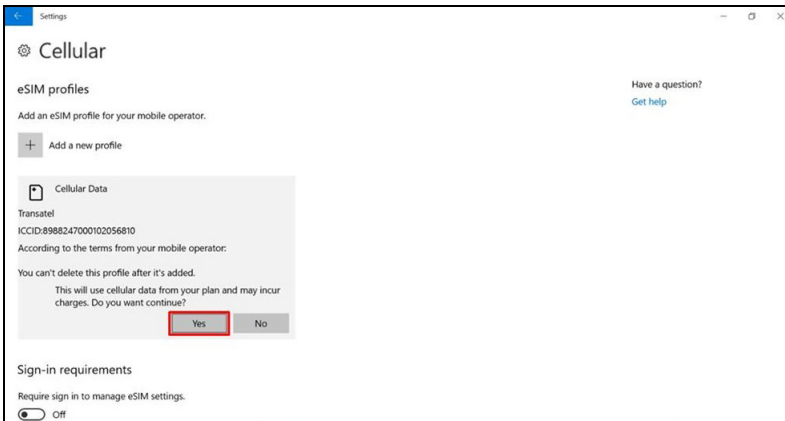 Settings
Cellular
eSIM profiles
Have a question?
Add an eSIM profile for your mobile operator.
Get help
Add a new profile
Cellular Data
Transatel
ICCID:8988247000102056810
According to the terms from your mobile operator:
You can't delete this profile after it's added.
This will use cellular data from your plan and may incur
charges. Do you want continue?
Yes No
Sign-in requirements
Require sign in to manage eSIM settings.
Off